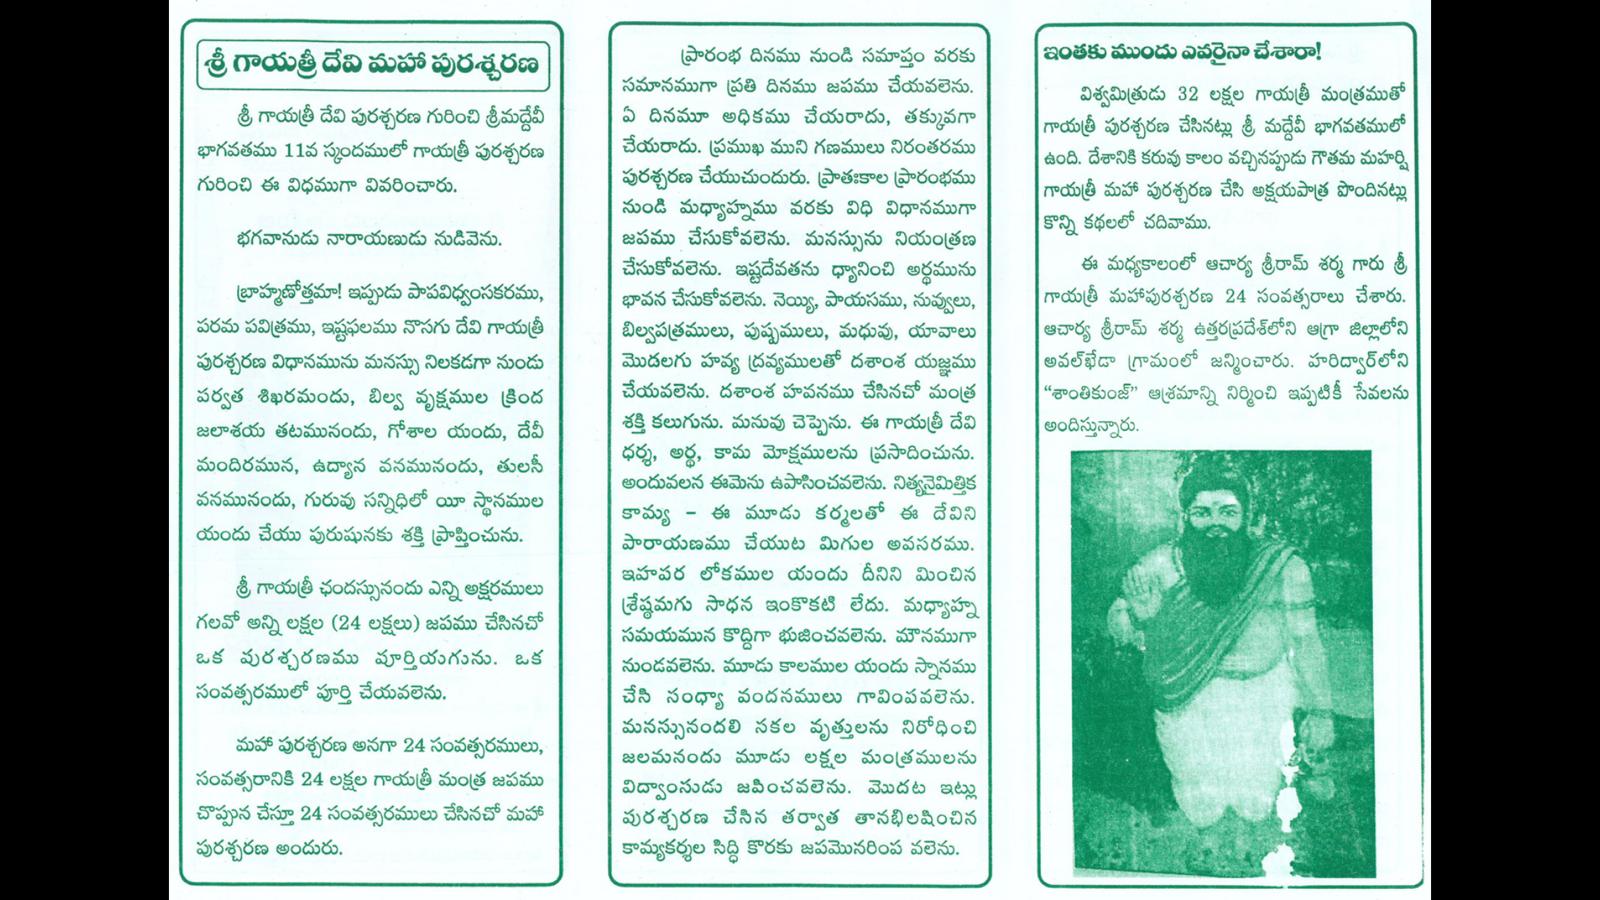 శ్రీ గాయత్రీ దేవి మహా పురశ్చరణ
శ్రీ గాయత్రీ దేవి పురశ్చరణ గురించి శ్రీమద్దేవీ
భాగవతము 11వ స్కందములో గాయత్రీ పురశ్చరణ
గురించి ఈ విధముగా వివరించారు.
భగవానుడు నారాయణుడు నుడివెను.
బ్రాహ్మణోత్తమా! ఇప్పుడు పాపవిధ్వంసకరము,
పరమ పవిత్రము, ఇష్టఫలము నొసగు దేవి గాయత్రీ
పురశ్చరణ విధానమును మనస్సు నిలకడగా నుండు
పర్వత శిఖరమందు, బిల్వ వృక్షముల క్రింద
జలాశయ తటమునందు, గోశాల యందు, దేవీ
మందిరమున, ఉద్యాన వనమునందు, తులసీ
వనమునందు, గురువు సన్నిధిలో యీ స్థానముల
యందు చేయు పురుషునకు శక్తి ప్రాప్తించును.
శ్రీ గాయత్రీ ఛందస్సునందు ఎన్ని అక్షరములు
గలవో అన్ని లక్షల (24 లక్షలు) జపము చేసినచో
ఒక పురశ్చరణము పూర్తియగును. ఒక
సంవత్సరములో పూర్తి చేయవలెను.
మహా పురశ్చరణ అనగా 24 సంవత్సరములు,
సంవత్సరానికి 24 లక్షల గాయత్రీ మంత్ర జపము
చొప్పున చేస్తూ 24 సంవత్సరములు చేసినచో మహా
పురశ్చరణ అందురు.
ప్రారంభ దినము నుండి సమాప్తం వరకు
సమానముగా ప్రతి దినము జపము చేయవలెను.
ఏ దినమూ అధికము చేయరాదు, తక్కువగా
చేయరాదు. ప్రముఖ ముని గణములు నిరంతరము
పురశ్చరణ చేయుచుందురు. ప్రాతఃకాల ప్రారంభము
నుండి మధ్యాహ్నము వరకు విధి విధానముగా
జపము చేసుకోవలెను. మనస్సును నియంత్రణ
చేసుకోవలెను. ఇష్టదేవతను ధ్యానించి అర్థమును
భావన చేసుకోవలెను. నెయ్యి, పాయసము, నువ్వులు,
బిల్వపత్రములు, పుష్పములు, మధువు, యావాలు
మొదలగు హవ్య ద్రవ్యములతో దశాంశ యజ్ఞము
చేయవలెను. దశాంశ హవనము చేసినచో మంత్ర
శక్తి కలుగును. మనువు చెప్పెను. ఈ గాయత్రీ దేవి
ధర్మ, అర్థ, కామ మోక్షములను ప్రసాదించును.
అందువలన ఈమెను ఉపాసించవలెను. నిత్యనైమిత్తిక
కామ్య – ఈ మూడు కర్మలతో ఈ దేవిని
పారాయణము చేయుట మిగుల అవసరము.
ఇహపర లోకముల యందు దీనిని మించిన
శ్రేష్ఠమగు సాధన ఇంకొకటి లేదు. మధ్యాహ్న
సమయమున కొద్దిగా భుజించవలెను. మౌనముగా
నుండవలెను. మూడు కాలముల యందు స్నానము
చేసి సంధ్యా వందనములు గావింపవలెను.
మనస్సునందలి సకల వృత్తులను నిరోధించి
జలమనందు మూడు లక్షల మంత్రములను
విద్వాంసుడు జపించవలెను. మొదట ఇట్లు
పురశ్చరణ చేసిన తర్వాత తానభిలషించిన
కామ్యకర్మల సిద్ధి కొరకు జపమొనరింప వలెను.
ఇంతకు ముందు ఎవరైనా చేశారా!
విశ్వమిత్రుడు 32 లక్షల గాయత్రీ మంత్రముతో
గాయత్రీ పురశ్చరణ చేసినట్లు శ్రీ మద్దేవీ భాగవతములో
ఉంది. దేశానికి కరువు కాలం వచ్చినప్పుడు గౌతమ మహర్షి
గాయత్రీ మహా పురశ్చరణ చేసి అక్షయపాత్ర పొందినట్లు
కొన్ని కథలలో చదివాము.
ఈ మధ్యకాలంలో ఆచార్య శ్రీరామ్ శర్మ గారు శ్రీ
గాయత్రీ మహాపురశ్చరణ 24 సంవత్సరాలు చేశారు.
ఆచార్య శ్రీరామ్ శర్మ ఉత్తరప్రదేశ్‌లోని ఆగ్రా జిల్లాలోని
అవల్‌ఖేడా గ్రామంలో జన్మించారు. హరిద్వార్‌లోని
“శాంతికుంజ్” ఆశ్రమాన్ని నిర్మించి ఇప్పటికీ సేవలను
అందిస్తున్నారు.